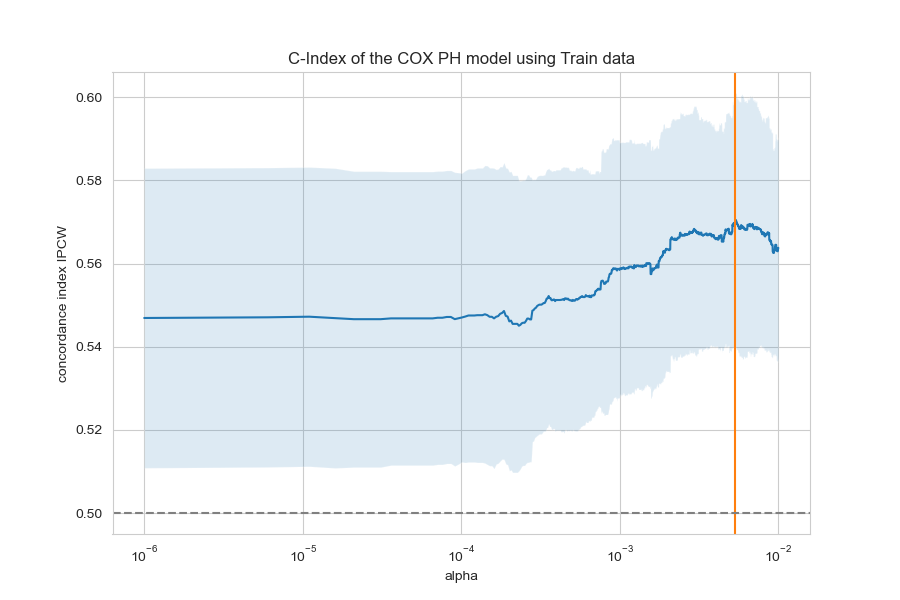 C-Index of the COX PH model using Train data
concordance index IPCW
0.60
0.58
0.56
0.54
0.52
0.50
10⁻⁶ 10⁻⁵ 10⁻⁴ 10⁻³ 10⁻²
alpha